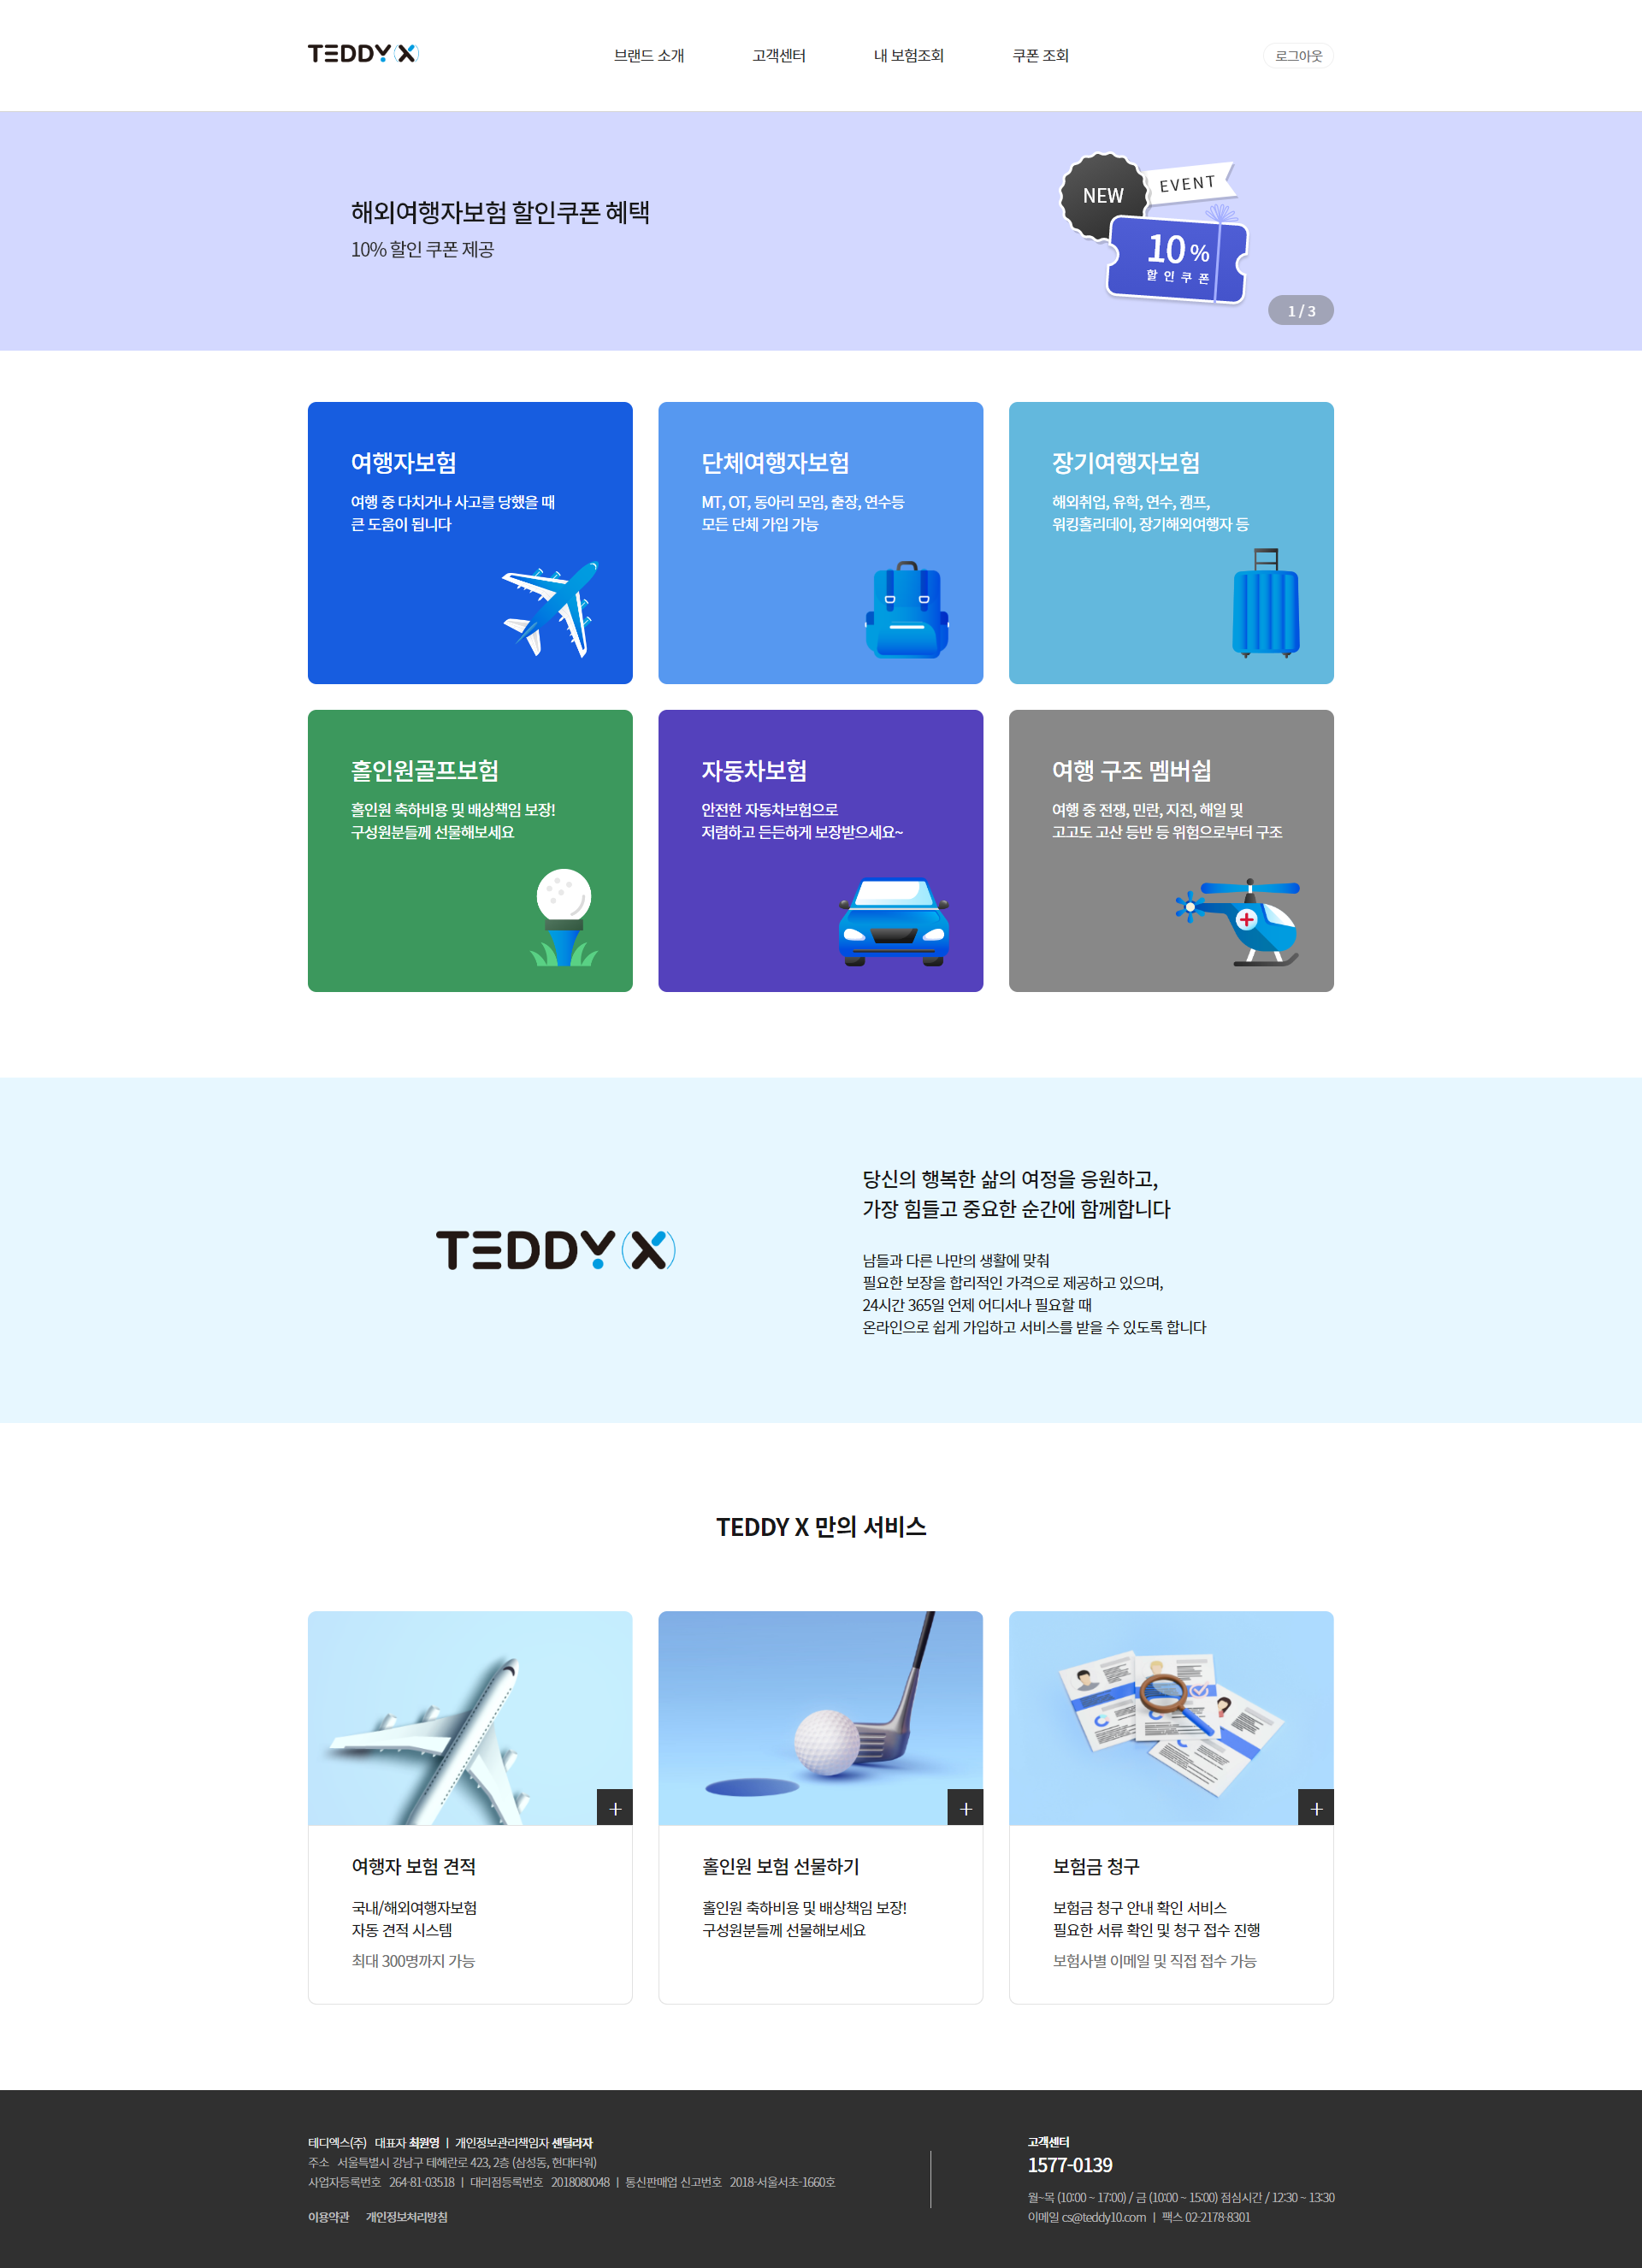 TEDDY X
브랜드 소개
고객센터
내 보험조회
쿠폰 조회
로그아웃
해외여행자보험 할인쿠폰 혜택
10% 할인 쿠폰 제공
NEW
EVENT
10 %
할 인 쿠 폰
1 / 3
여행자보험
여행 중 다치거나 사고를 당했을 때
큰 도움이 됩니다
단체여행자보험
MT, OT, 동아리 모임, 출장, 연수등
모든 단체 가입 가능
장기여행자보험
해외취업, 유학, 연수, 캠프,
워킹홀리데이, 장기해외여행자 등
홀인원골프보험
홀인원 축하비용 및 배상책임 보장!
구성원분들께 선물해보세요
자동차보험
안전한 자동차보험으로
저렴하고 든든하게 보장받으세요~
여행 구조 멤버쉽
여행 중 전쟁, 민란, 지진, 해일 및
고고도 고산 등반 등 위험으로부터 구조
TEDDY X
당신의 행복한 삶의 여정을 응원하고,
가장 힘들고 중요한 순간에 함께합니다
남들과 다른 나만의 생활에 맞춰
필요한 보장을 합리적인 가격으로 제공하고 있으며,
24시간 365일 언제 어디서나 필요할 때
온라인으로 쉽게 가입하고 서비스를 받을 수 있도록 합니다
TEDDY X 만의 서비스
여행자 보험 견적
국내/해외여행자보험
자동 견적 시스템
최대 300명까지 가능
홀인원 보험 선물하기
홀인원 축하비용 및 배상책임 보장!
구성원분들께 선물해보세요
보험금 청구
보험금 청구 안내 확인 서비스
필요한 서류 확인 및 청구 접수 진행
보험사별 이메일 및 직접 접수 가능
테디엑스(주) 대표자 최원영 | 개인정보관리책임자 센틸라자
주소 서울특별시 강남구 테헤란로 423, 2층 (삼성동, 현대타워)
사업자등록번호 264-81-03518 | 대리점등록번호 2018080048 | 통신판매업 신고번호 2018-서울서초-1660호
이용약관 개인정보처리방침
고객센터
1577-0139
월~목 (10:00 ~ 17:00) / 금 (10:00 ~ 15:00) 점심시간 / 12:30 ~ 13:30
이메일 cs@teddy10.com | 팩스 02-2178-8301